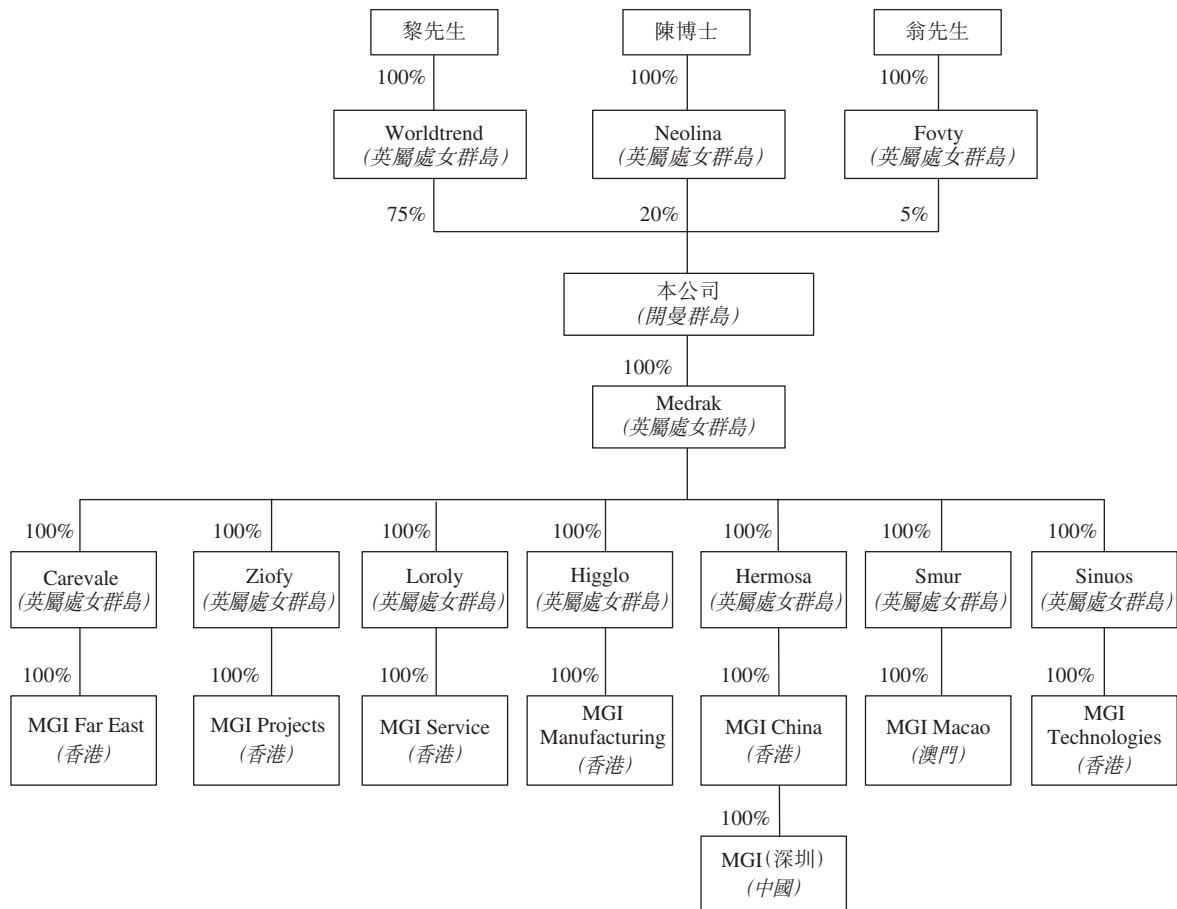 黎先生
陳博士
翁先生
100%
100%
100%
Worldtrend
(英屬處女群島)
Neolina
(英屬處女群島)
Fovty
(英屬處女群島)
75%
20%
5%
本公司
(開曼群島)
100%
Medrak
(英屬處女群島)
100%
100%
100%
100%
100%
100%
100%
Carevale
(英屬處女群島)
Ziofy
(英屬處女群島)
Loroly
(英屬處女群島)
Higglo
(英屬處女群島)
Hermosa
(英屬處女群島)
Smur
(英屬處女群島)
Sinuos
(英屬處女群島)
100%
100%
100%
100%
100%
100%
100%
MGI Far East
(香港)
MGI Projects
(香港)
MGI Service
(香港)
MGI
Manufacturing
(香港)
MGI China
(香港)
MGI Macao
(澳門)
MGI
Technologies
(香港)
100%
MGI(深圳)
(中國)